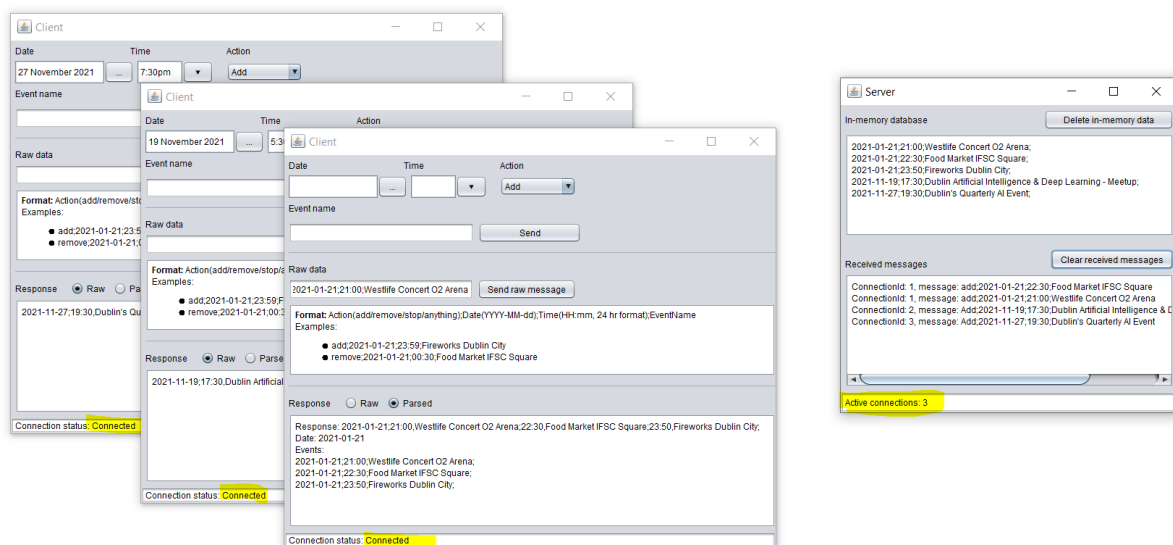 Client
Date Time Action
27 November 2021 ... 7:30pm Add
Event name
Raw data
Format: Action(add/remove/sto
Examples:
add;2021-01-21;23:5
remove;2021-01-21;0
Response Raw Pa
2021-11-27;19:30,Dublin's Qu
Connection status: Connected
Client
Date Time Action
19 November 2021 ... 5:3
Event name
Raw data
Format: Action(add/remove/stop/a
Examples:
add;2021-01-21;23:59;F
remove;2021-01-21;00:3
Response Raw Parse
2021-11-19;17:30,Dublin Artificial
Connection status: Connected
Client
Date Time Action
... Add
Event name
Send
Raw data
2021-01-21;21:00;Westlife Concert O2 Arena Send raw message
Format: Action(add/remove/stop/anything);Date(YYYY-MM-dd);Time(HH:mm, 24 hr format);EventName
Examples:
add;2021-01-21;23:59;Fireworks Dublin City
remove;2021-01-21;00:30;Food Market IFSC Square
Response Raw Parsed
Response: 2021-01-21;21:00,Westlife Concert O2 Arena;22:30,Food Market IFSC Square;23:50,Fireworks Dublin City;
Date: 2021-01-21
Events:
2021-01-21;21:00;Westlife Concert O2 Arena;
2021-01-21;22:30;Food Market IFSC Square;
2021-01-21;23:50;Fireworks Dublin City;
Connection status: Connected
Server
In-memory database Delete in-memory data
2021-01-21;21:00;Westlife Concert O2 Arena;
2021-01-21;22:30;Food Market IFSC Square;
2021-01-21;23:50;Fireworks Dublin City;
2021-11-19;17:30;Dublin Artificial Intelligence & Deep Learning - Meetup;
2021-11-27;19:30;Dublin's Quarterly AI Event;
Received messages Clear received messages
ConnectionId: 1, message: add;2021-01-21;22:30;Food Market IFSC Square
ConnectionId: 1, message: add;2021-01-21;21:00;Westlife Concert O2 Arena
ConnectionId: 2, message: Add;2021-11-19;17:30;Dublin Artificial Intelligence & D
ConnectionId: 3, message: Add;2021-11-27;19:30;Dublin's Quarterly AI Event
Active connections: 3